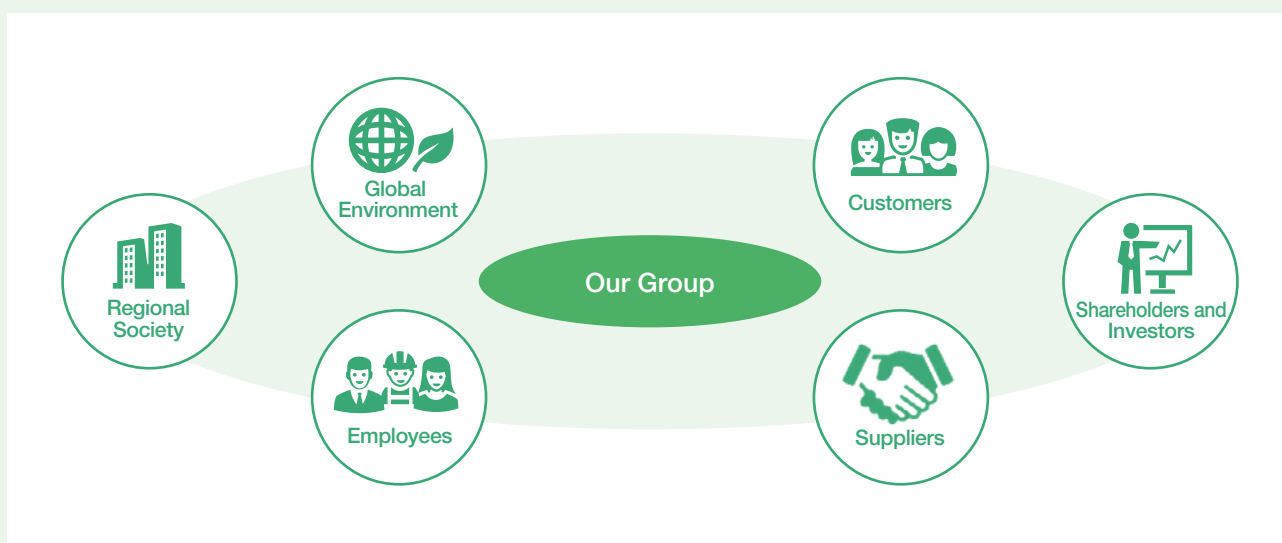 Global
Environment
Customers
Regional
Society
Our Group
Shareholders and
Investors
Employees
Suppliers